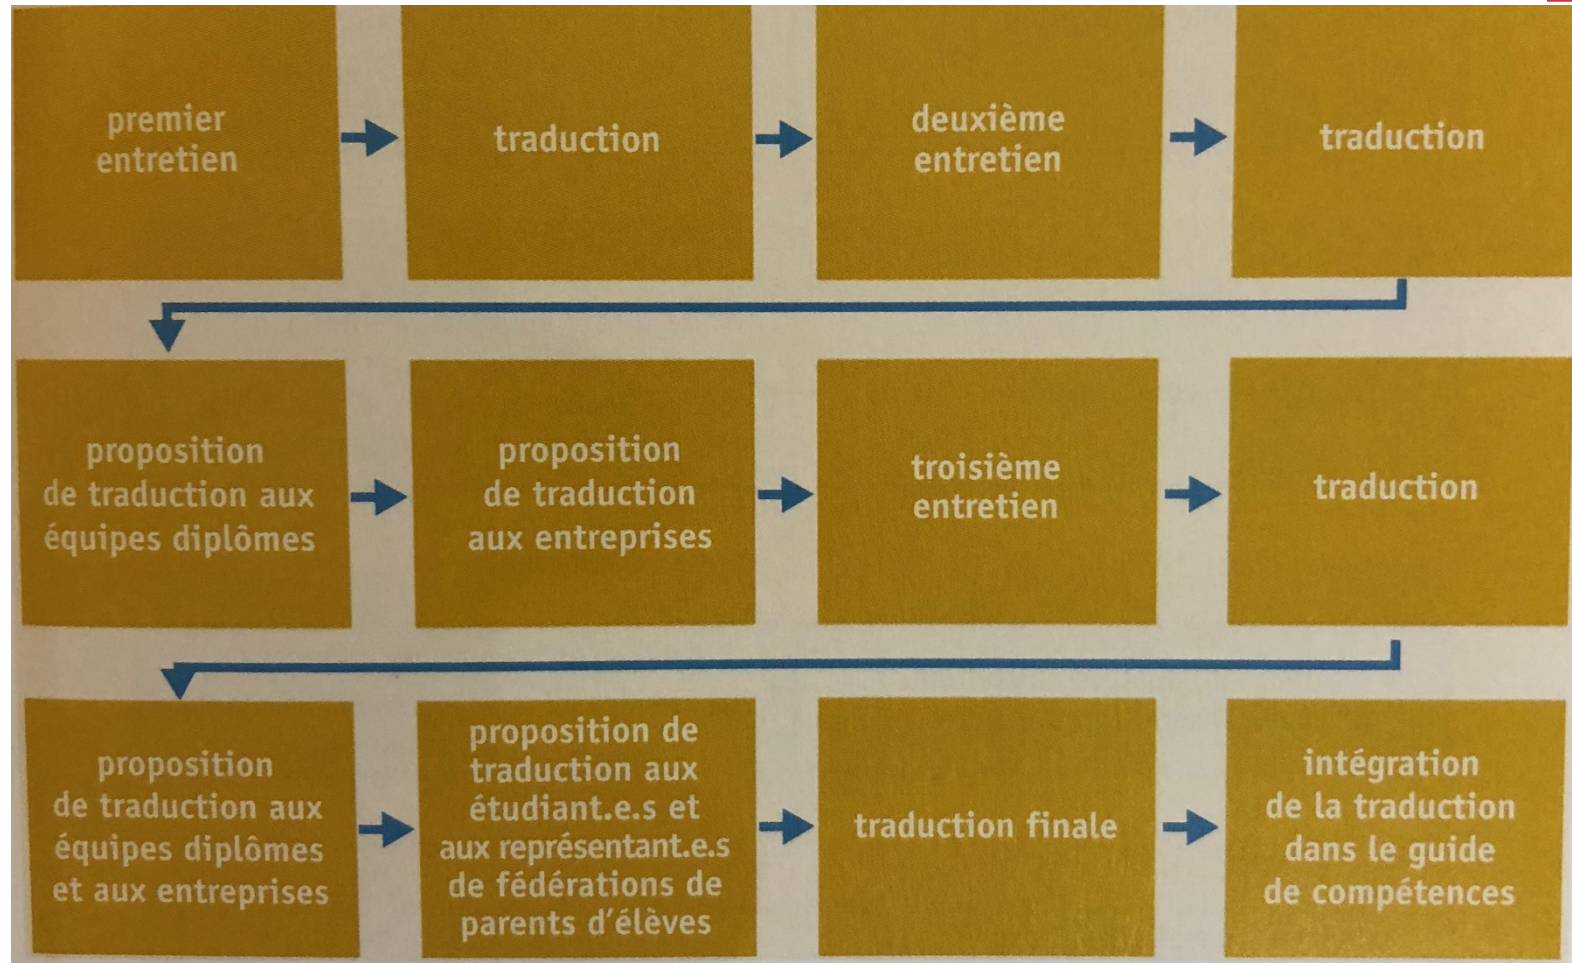 premier
entretien
traduction
deuxième
entretien
traduction
proposition
de traduction aux
équipes diplômes
proposition
de traduction
aux entreprises
troisième
entretien
traduction
proposition
de traduction aux
équipes diplômes
et aux entreprises
proposition de
traduction aux
étudiant.e.s et
aux représentant.e.s
de fédérations de
parents d'élèves
traduction finale
intégration
de la traduction
dans le guide
de compétences